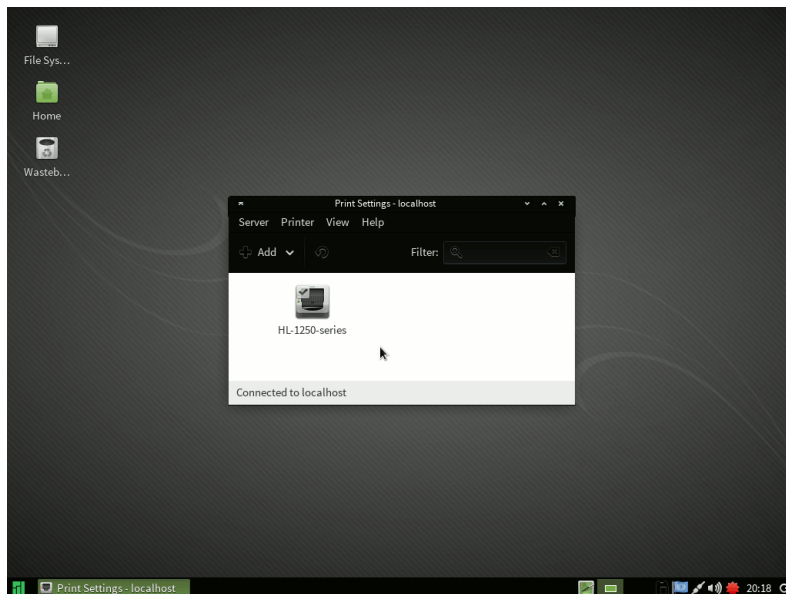 File Sys...
Home
Wasteb...
Print Settings - localhost
Server Printer View Help
Add Filter:
HL-1250-series
Connected to localhost
Print Settings - localhost 20:18